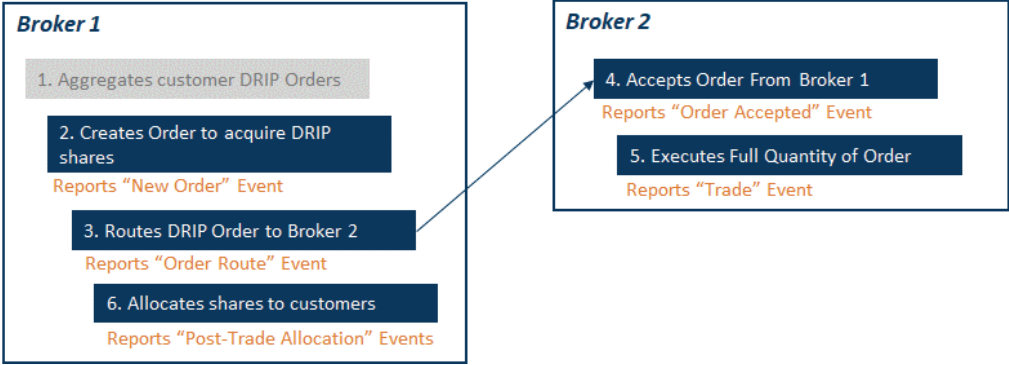 Broker 1
1. Aggregates customer DRIP Orders
2. Creates Order to acquire DRIP
shares
Reports “New Order” Event
3. Routes DRIP Order to Broker 2
Reports “Order Route” Event
6. Allocates shares to customers
Reports “Post-Trade Allocation” Events
Broker 2
4. Accepts Order From Broker 1
Reports “Order Accepted” Event
5. Executes Full Quantity of Order
Reports “Trade” Event